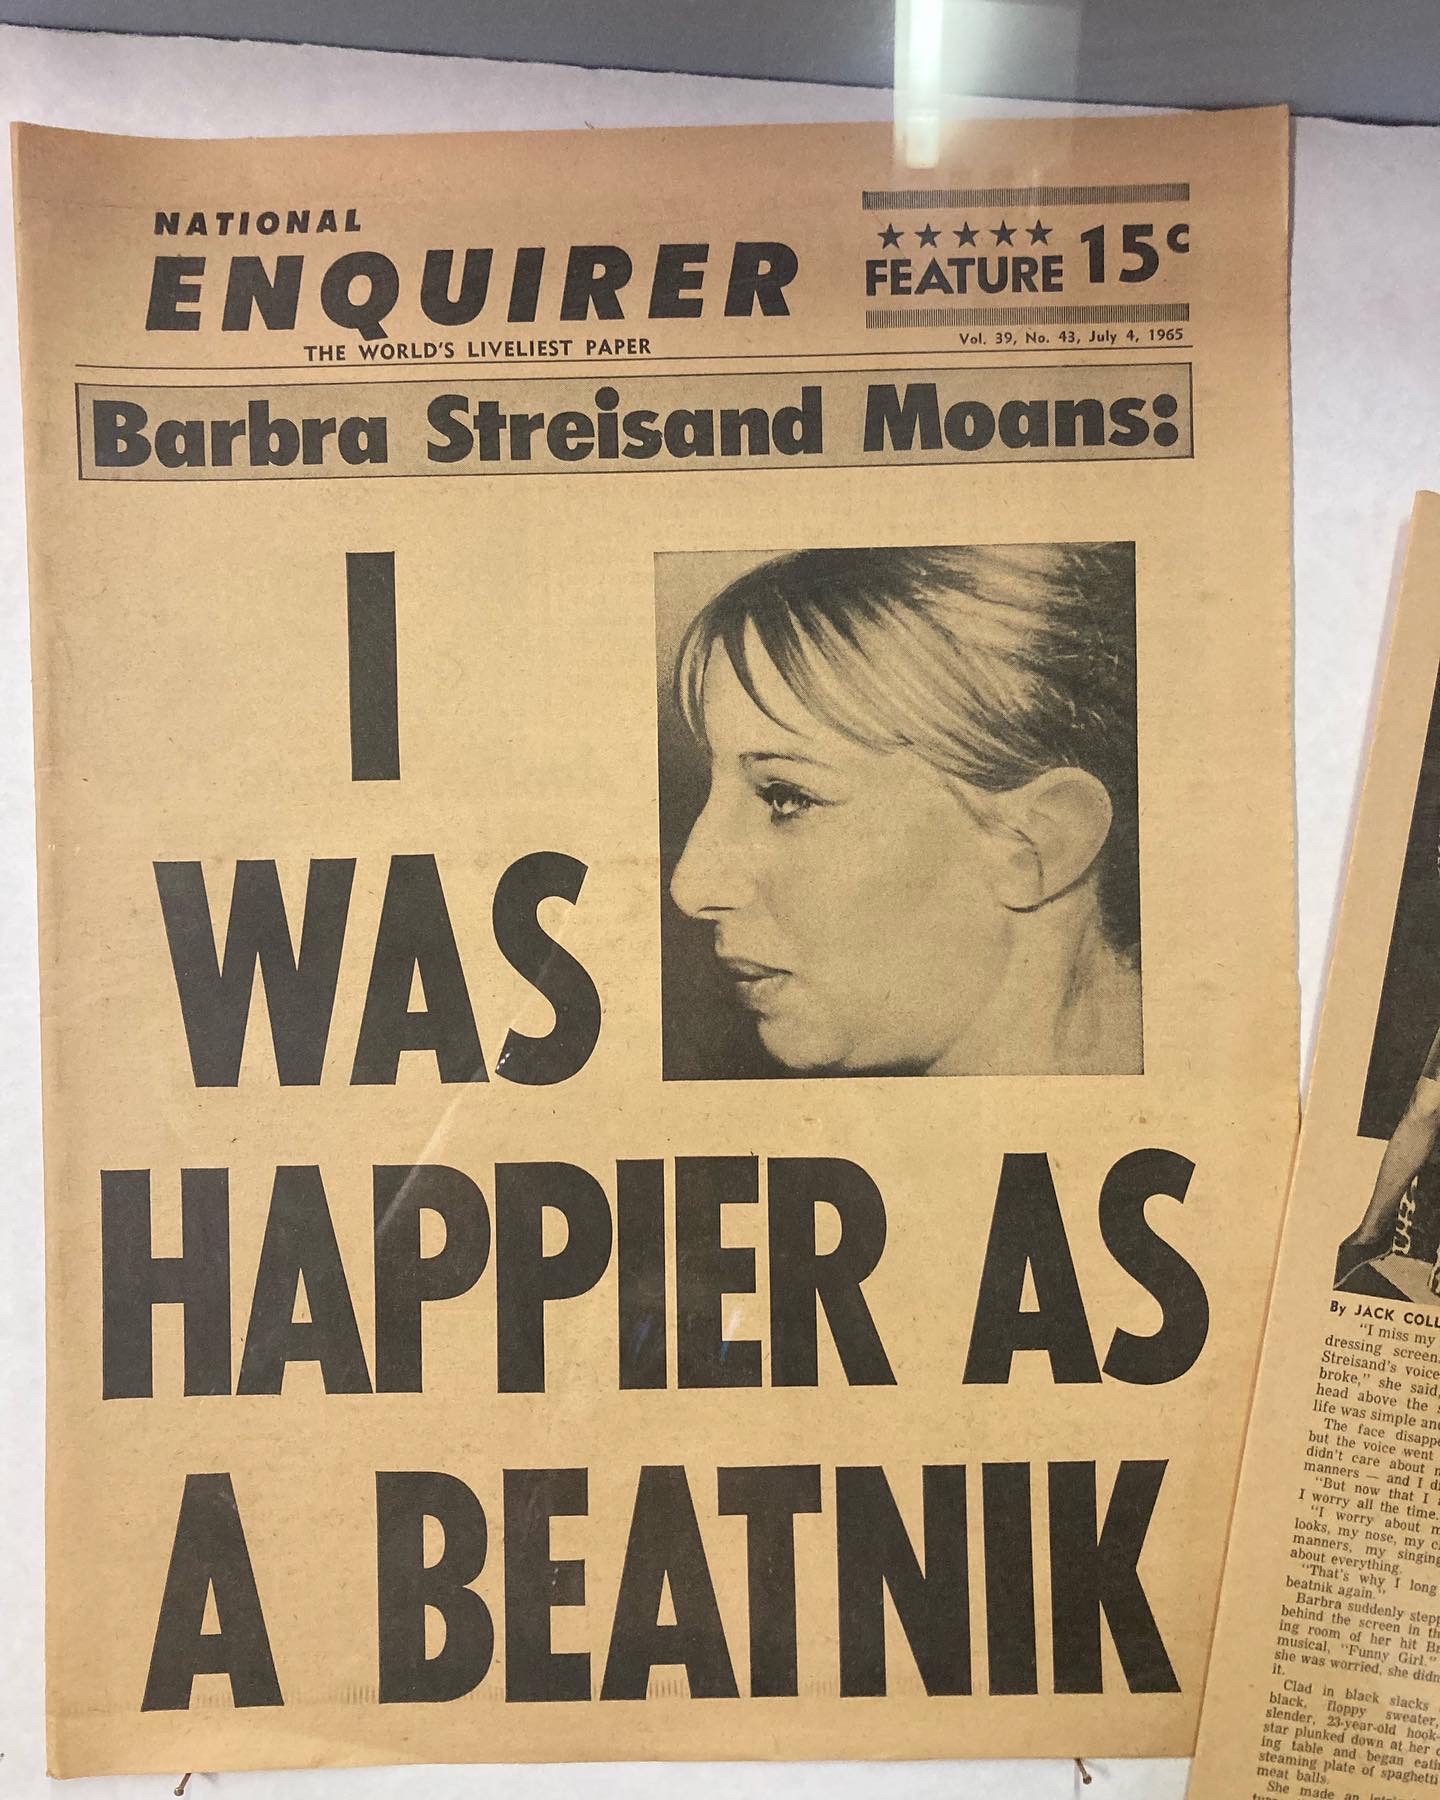 NATIONAL
ENQUIRER
THE WORLD'S LIVELIEST PAPER
★★★★★
FEATURE 15c
Vol. 39, No. 43, July 4, 1965
Barbra Streisand Moans:
I
WAS
HAPPIER AS
A BEATNIK
By JACK
"I miss my
dressing screen.
Streisand's voice
broke," she said,
head above the
life was simple and
The face
but the voice went
didn't care about
manners — and I
"But now that I
I worry all the time.
"I worry about
looks, my nose, my
manners, my singing
about everything.
"That's why I long
beatnik again."
Barbra suddenly
behind the screen in
ing room of her hit
musical, "Funny Girl."
she was worried, she
it.
Clad in black slacks
black, floppy sweater,
slender, 23-year-old hook-
star plunked down at her
ing table and began
steaming plate of spaghetti
meat balls.
She made an